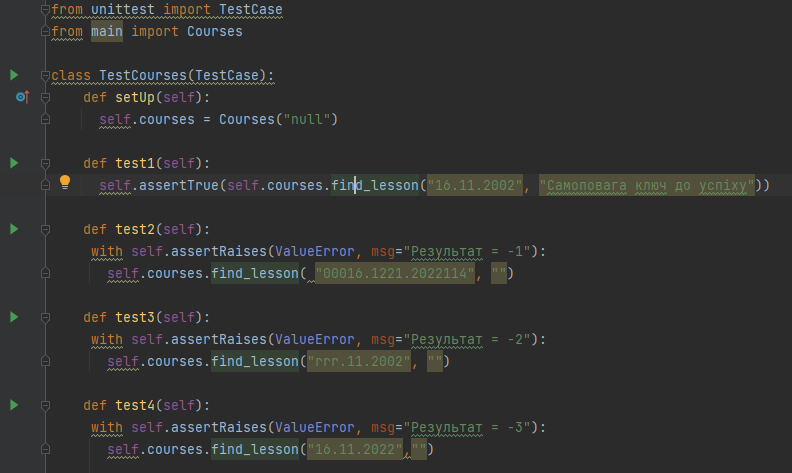 from unittest import TestCase
from main import Courses
class TestCourses(TestCase):
def setUp(self):
self.courses = Courses("null")
def test1(self):
self.assertTrue(self.courses.find_lesson("16.11.2002", "Самоповага ключ до успіху"))
def test2(self):
with self.assertRaises(ValueError, msg="Результат = -1"):
self.courses.find_lesson( "00016.1221.2022114", "")
def test3(self):
with self.assertRaises(ValueError, msg="Результат = -2"):
self.courses.find_lesson("rrr.11.2002", "")
def test4(self):
with self.assertRaises(ValueError, msg="Результат = -3"):
self.courses.find_lesson("16.11.2022","")